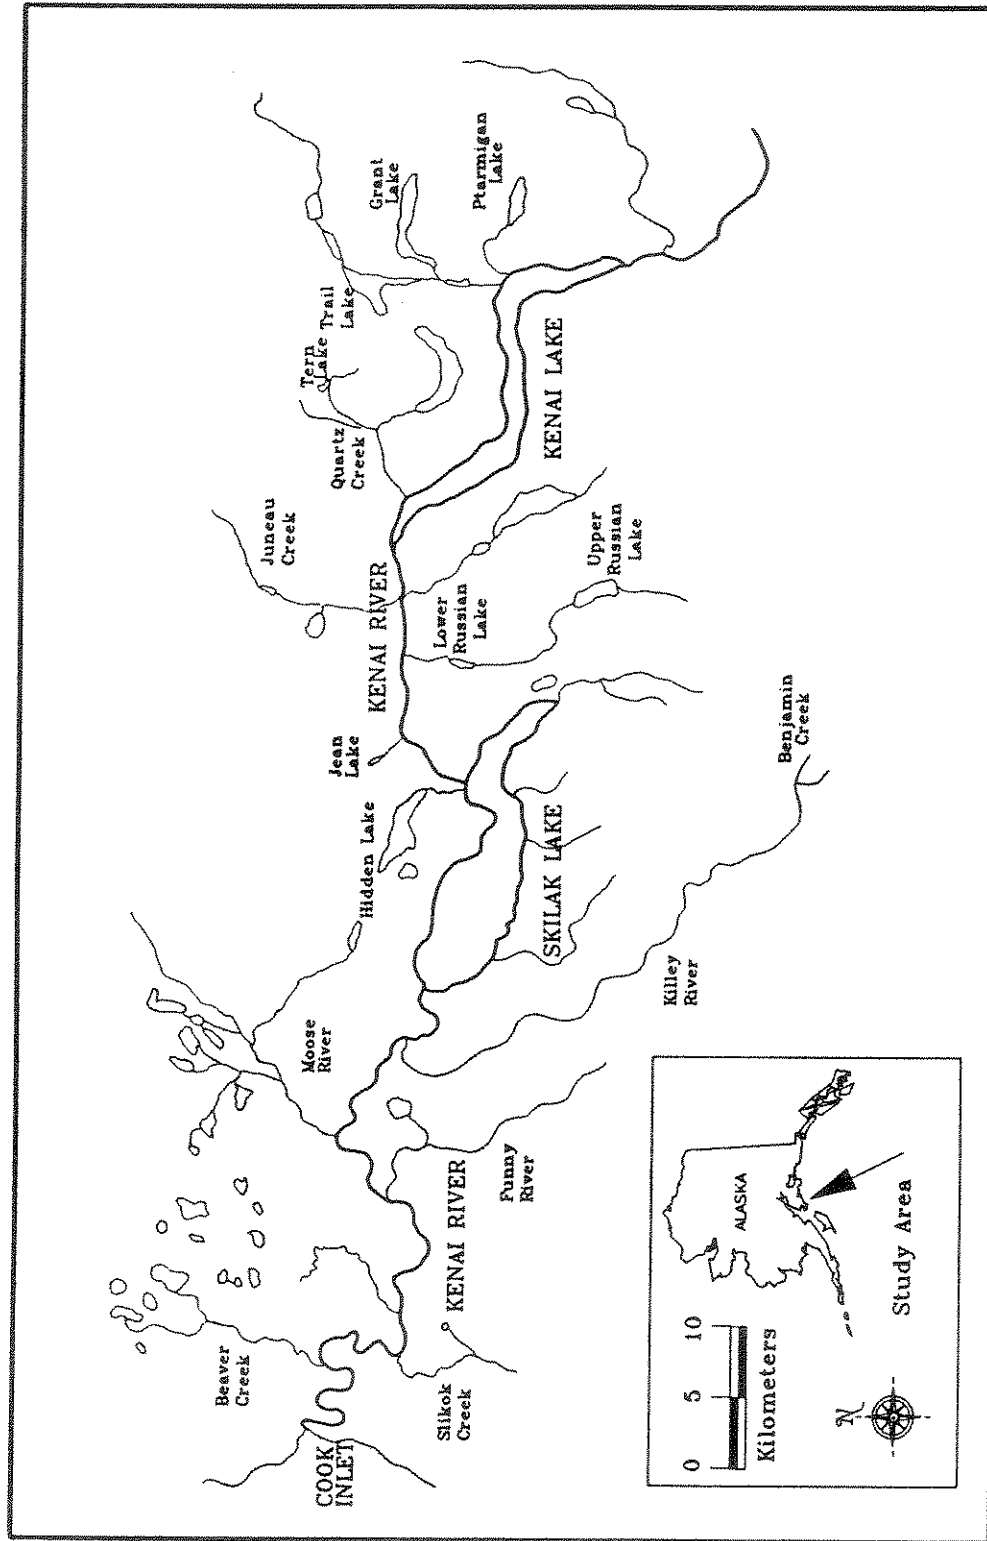 Beaver
Creek
COOK
INLET
Slikok
Creek
KENAI RIVER
Funny
River
Moose
River
Killey
River
Benjamin
Creek
Hidden Lake
SKILAK LAKE
Jean
Lake
KENAI RIVER
Lower
Russian
Lake
Upper
Russian
Lake
Juneau
Creek
Quartz
Creek
Tern
Lake
Trail
Lake
KENAI LAKE
Grant
Lake
Ptarmigan
Lake
0 5 10
Kilometers
N
ALASKA
Study Area